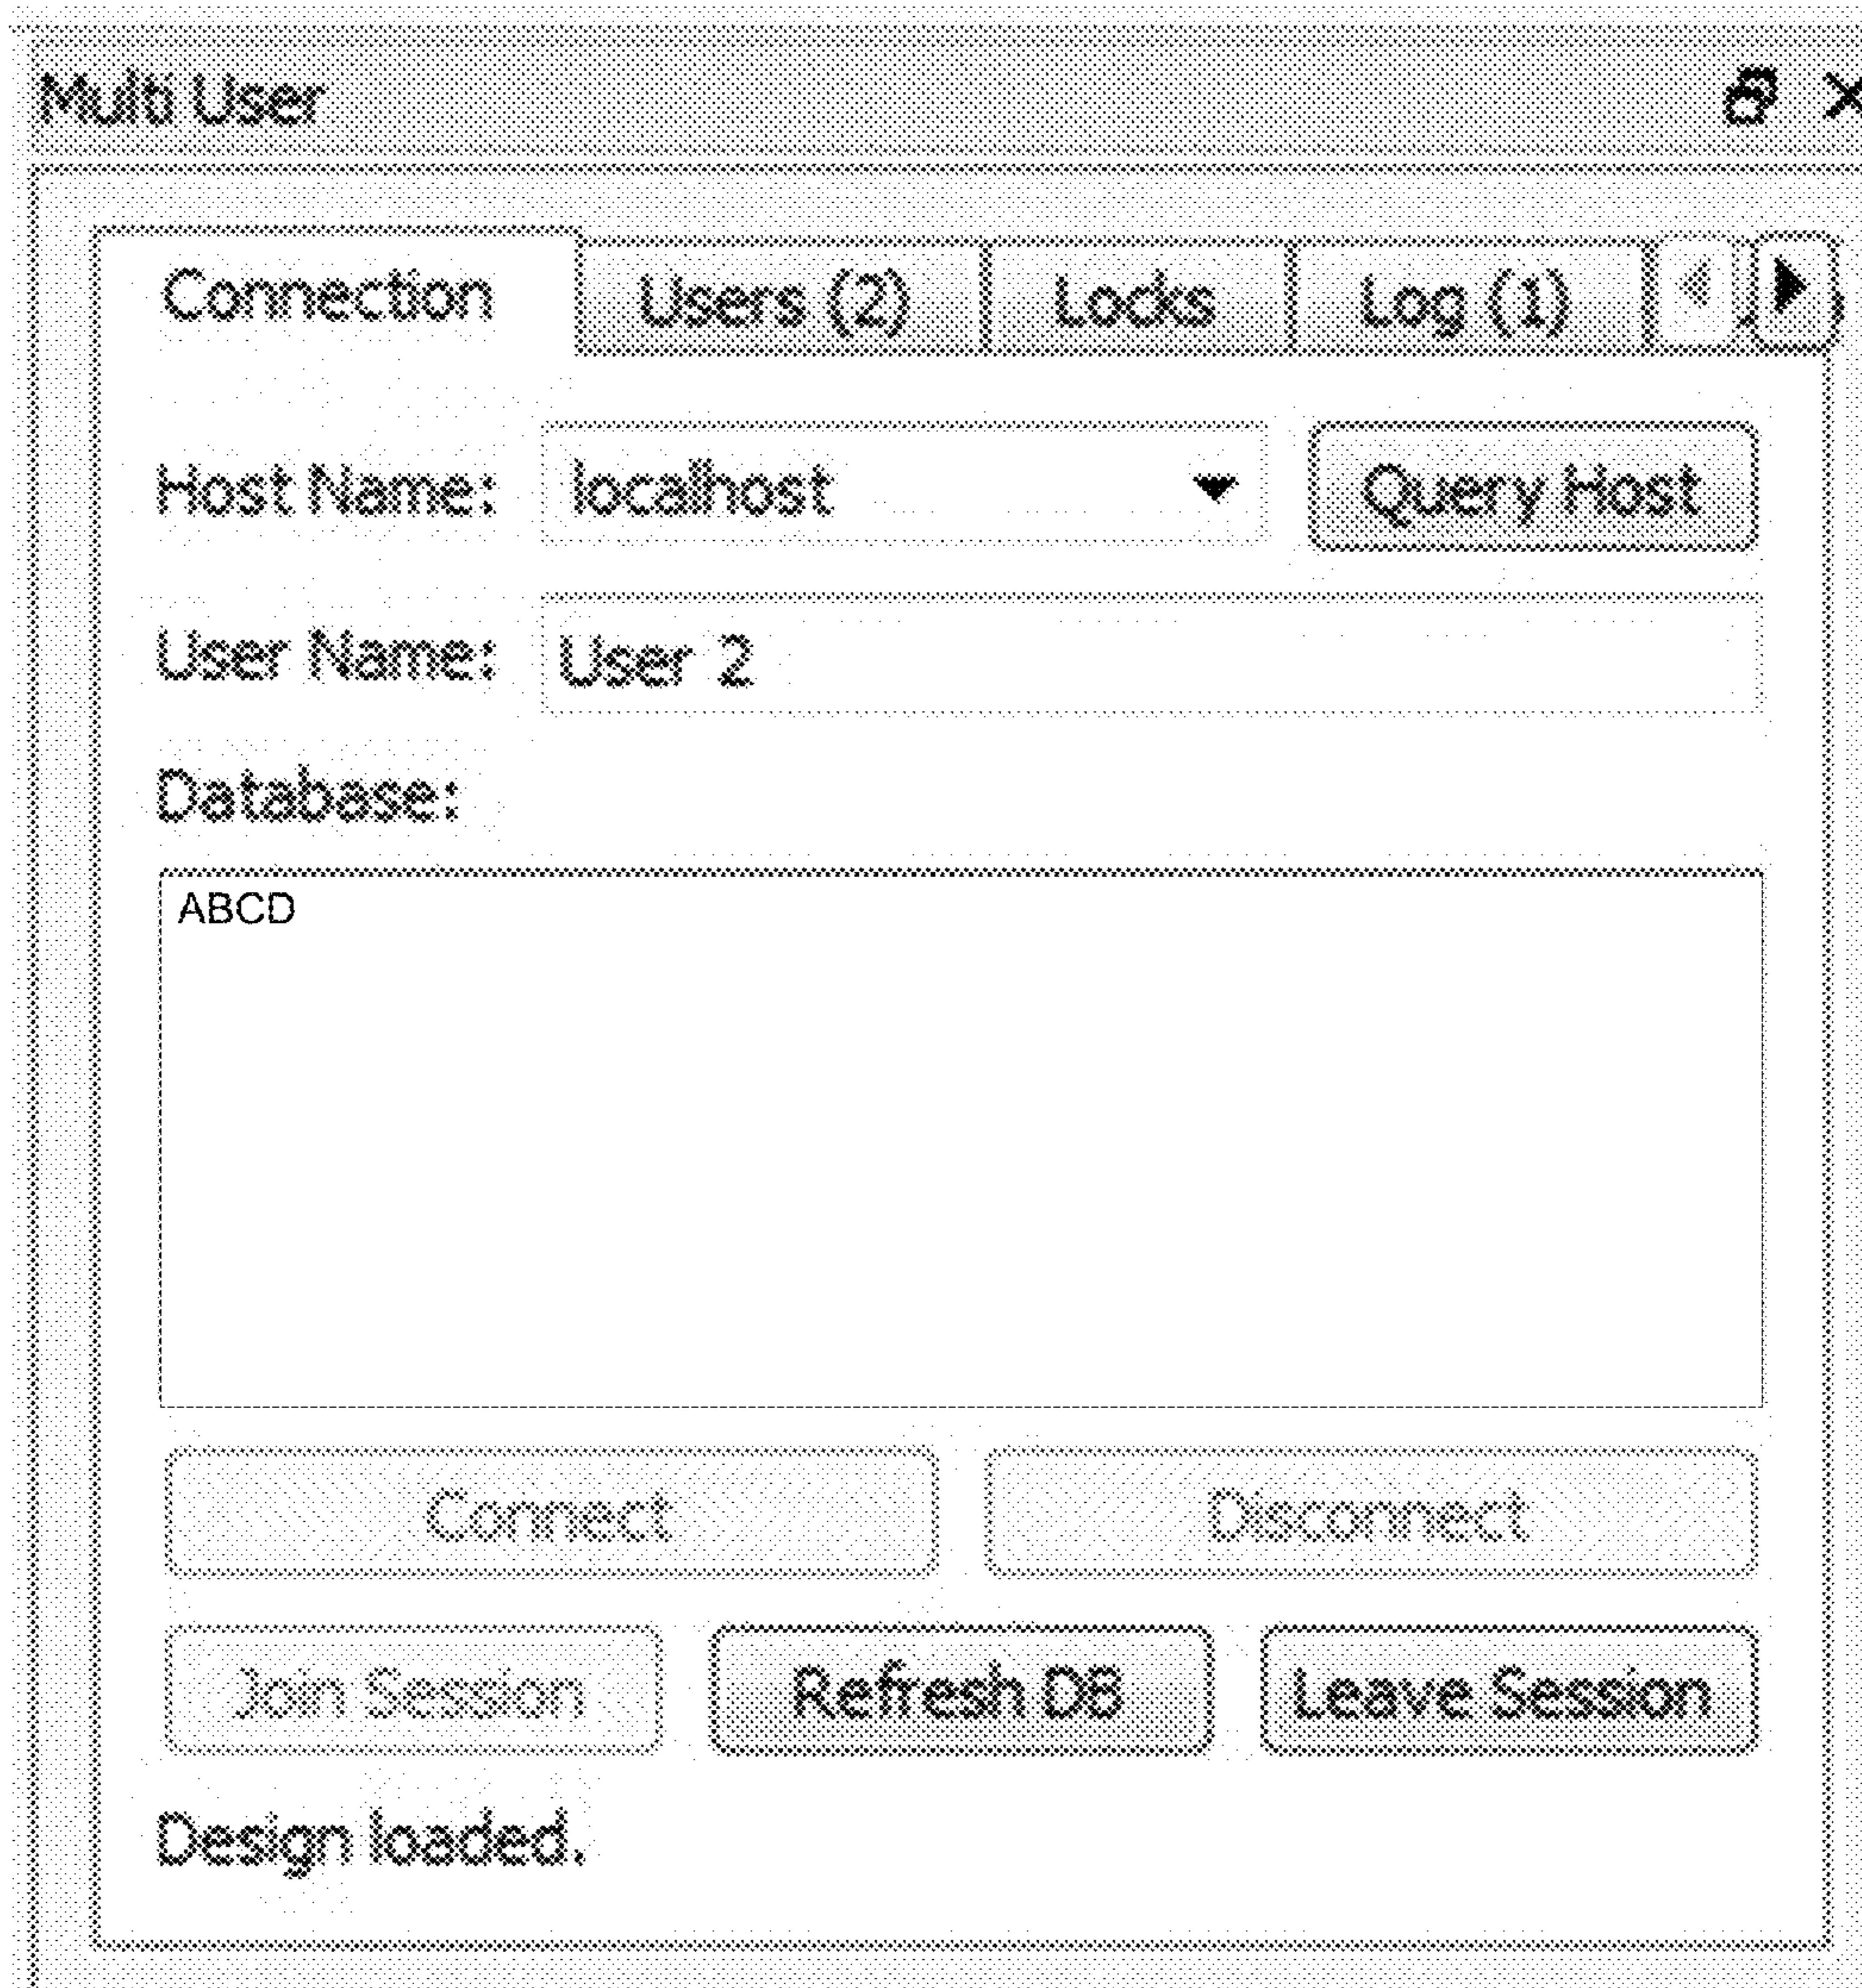 Multi User
Connection Users (2) Locks Log (1)
Host Name: localhost Query Host
User Name: User 2
Database:
ABCD
Connect Disconnect
Join Session Refresh DB Leave Session
Design loaded.